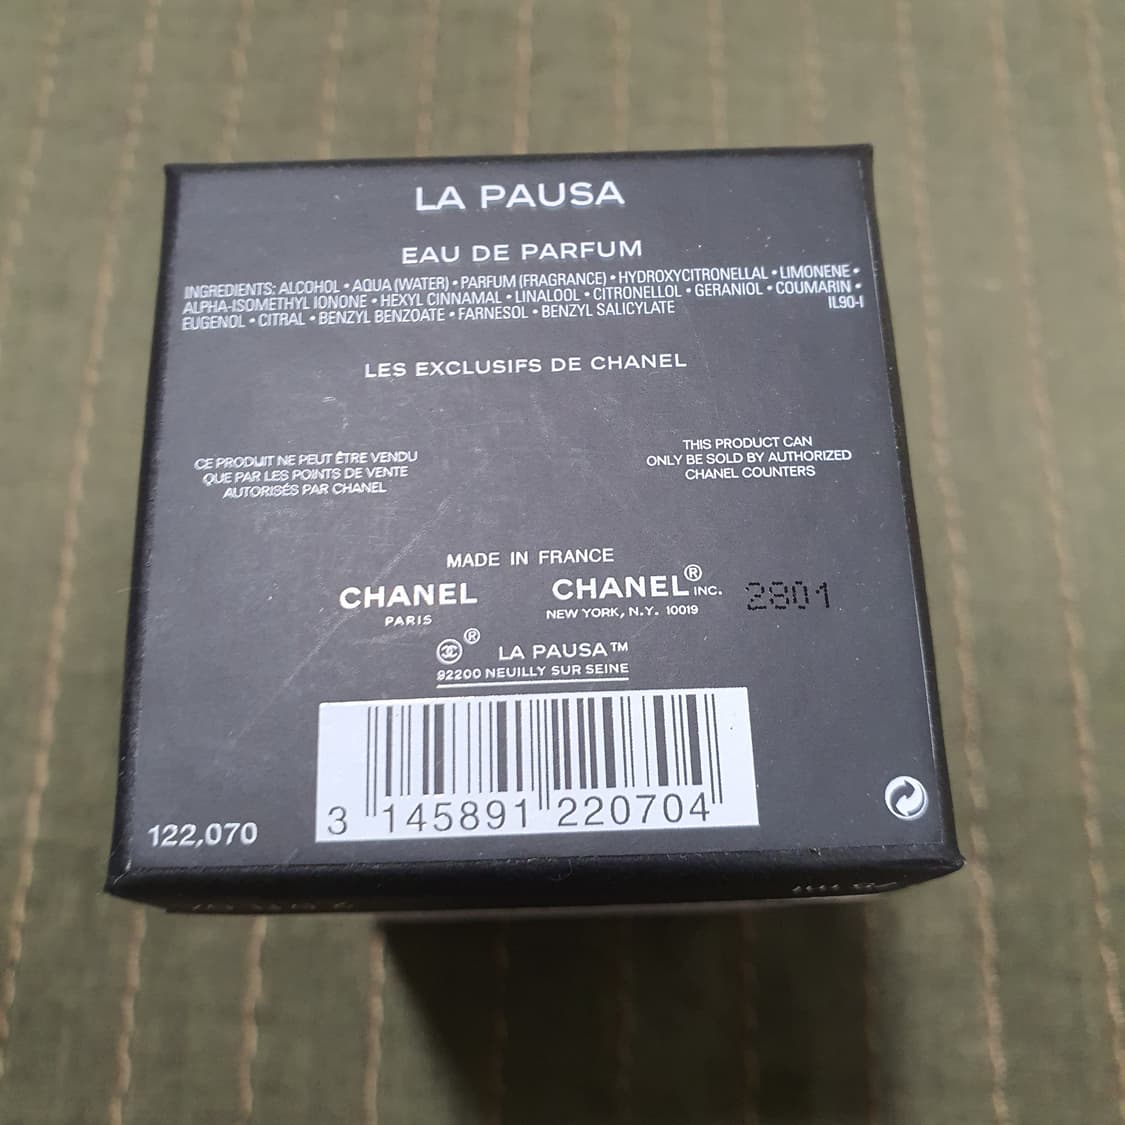 LA PAUSA
EAU DE PARFUM
INGREDIENTS: ALCOHOL • AQUA (WATER) • PARFUM (FRAGRANCE) • HYDROXYCITRONELLAL • LIMONENE •
ALPHA-ISOMETHYL IONONE • HEXYL CINNAMAL • LINALOOL • CITRONELLOL • GERANIOL • COUMARIN •
EUGENOL • CITRAL • BENZYL BENZOATE • FARNESOL • BENZYL SALICYLATE
IL90-I
LES EXCLUSIFS DE CHANEL
CE PRODUIT NE PEUT ÊTRE VENDU
QUE PAR LES POINTS DE VENTE
AUTORISÉS PAR CHANEL
THIS PRODUCT CAN
ONLY BE SOLD BY AUTHORIZED
CHANEL COUNTERS
MADE IN FRANCE
CHANEL
PARIS
CHANEL® INC.
NEW YORK, N.Y. 10019
2801
® LA PAUSA™
92200 NEUILLY SUR SEINE
3 145891 220704
122,070